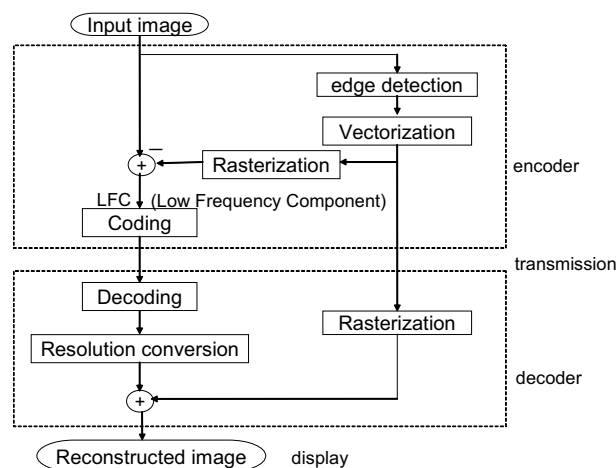 Input image
edge detection
Vectorization
−
+
Rasterization
encoder
LFC (Low Frequency Component)
Coding
transmission
Decoding
Rasterization
Resolution conversion
decoder
+
Reconstructed image
display